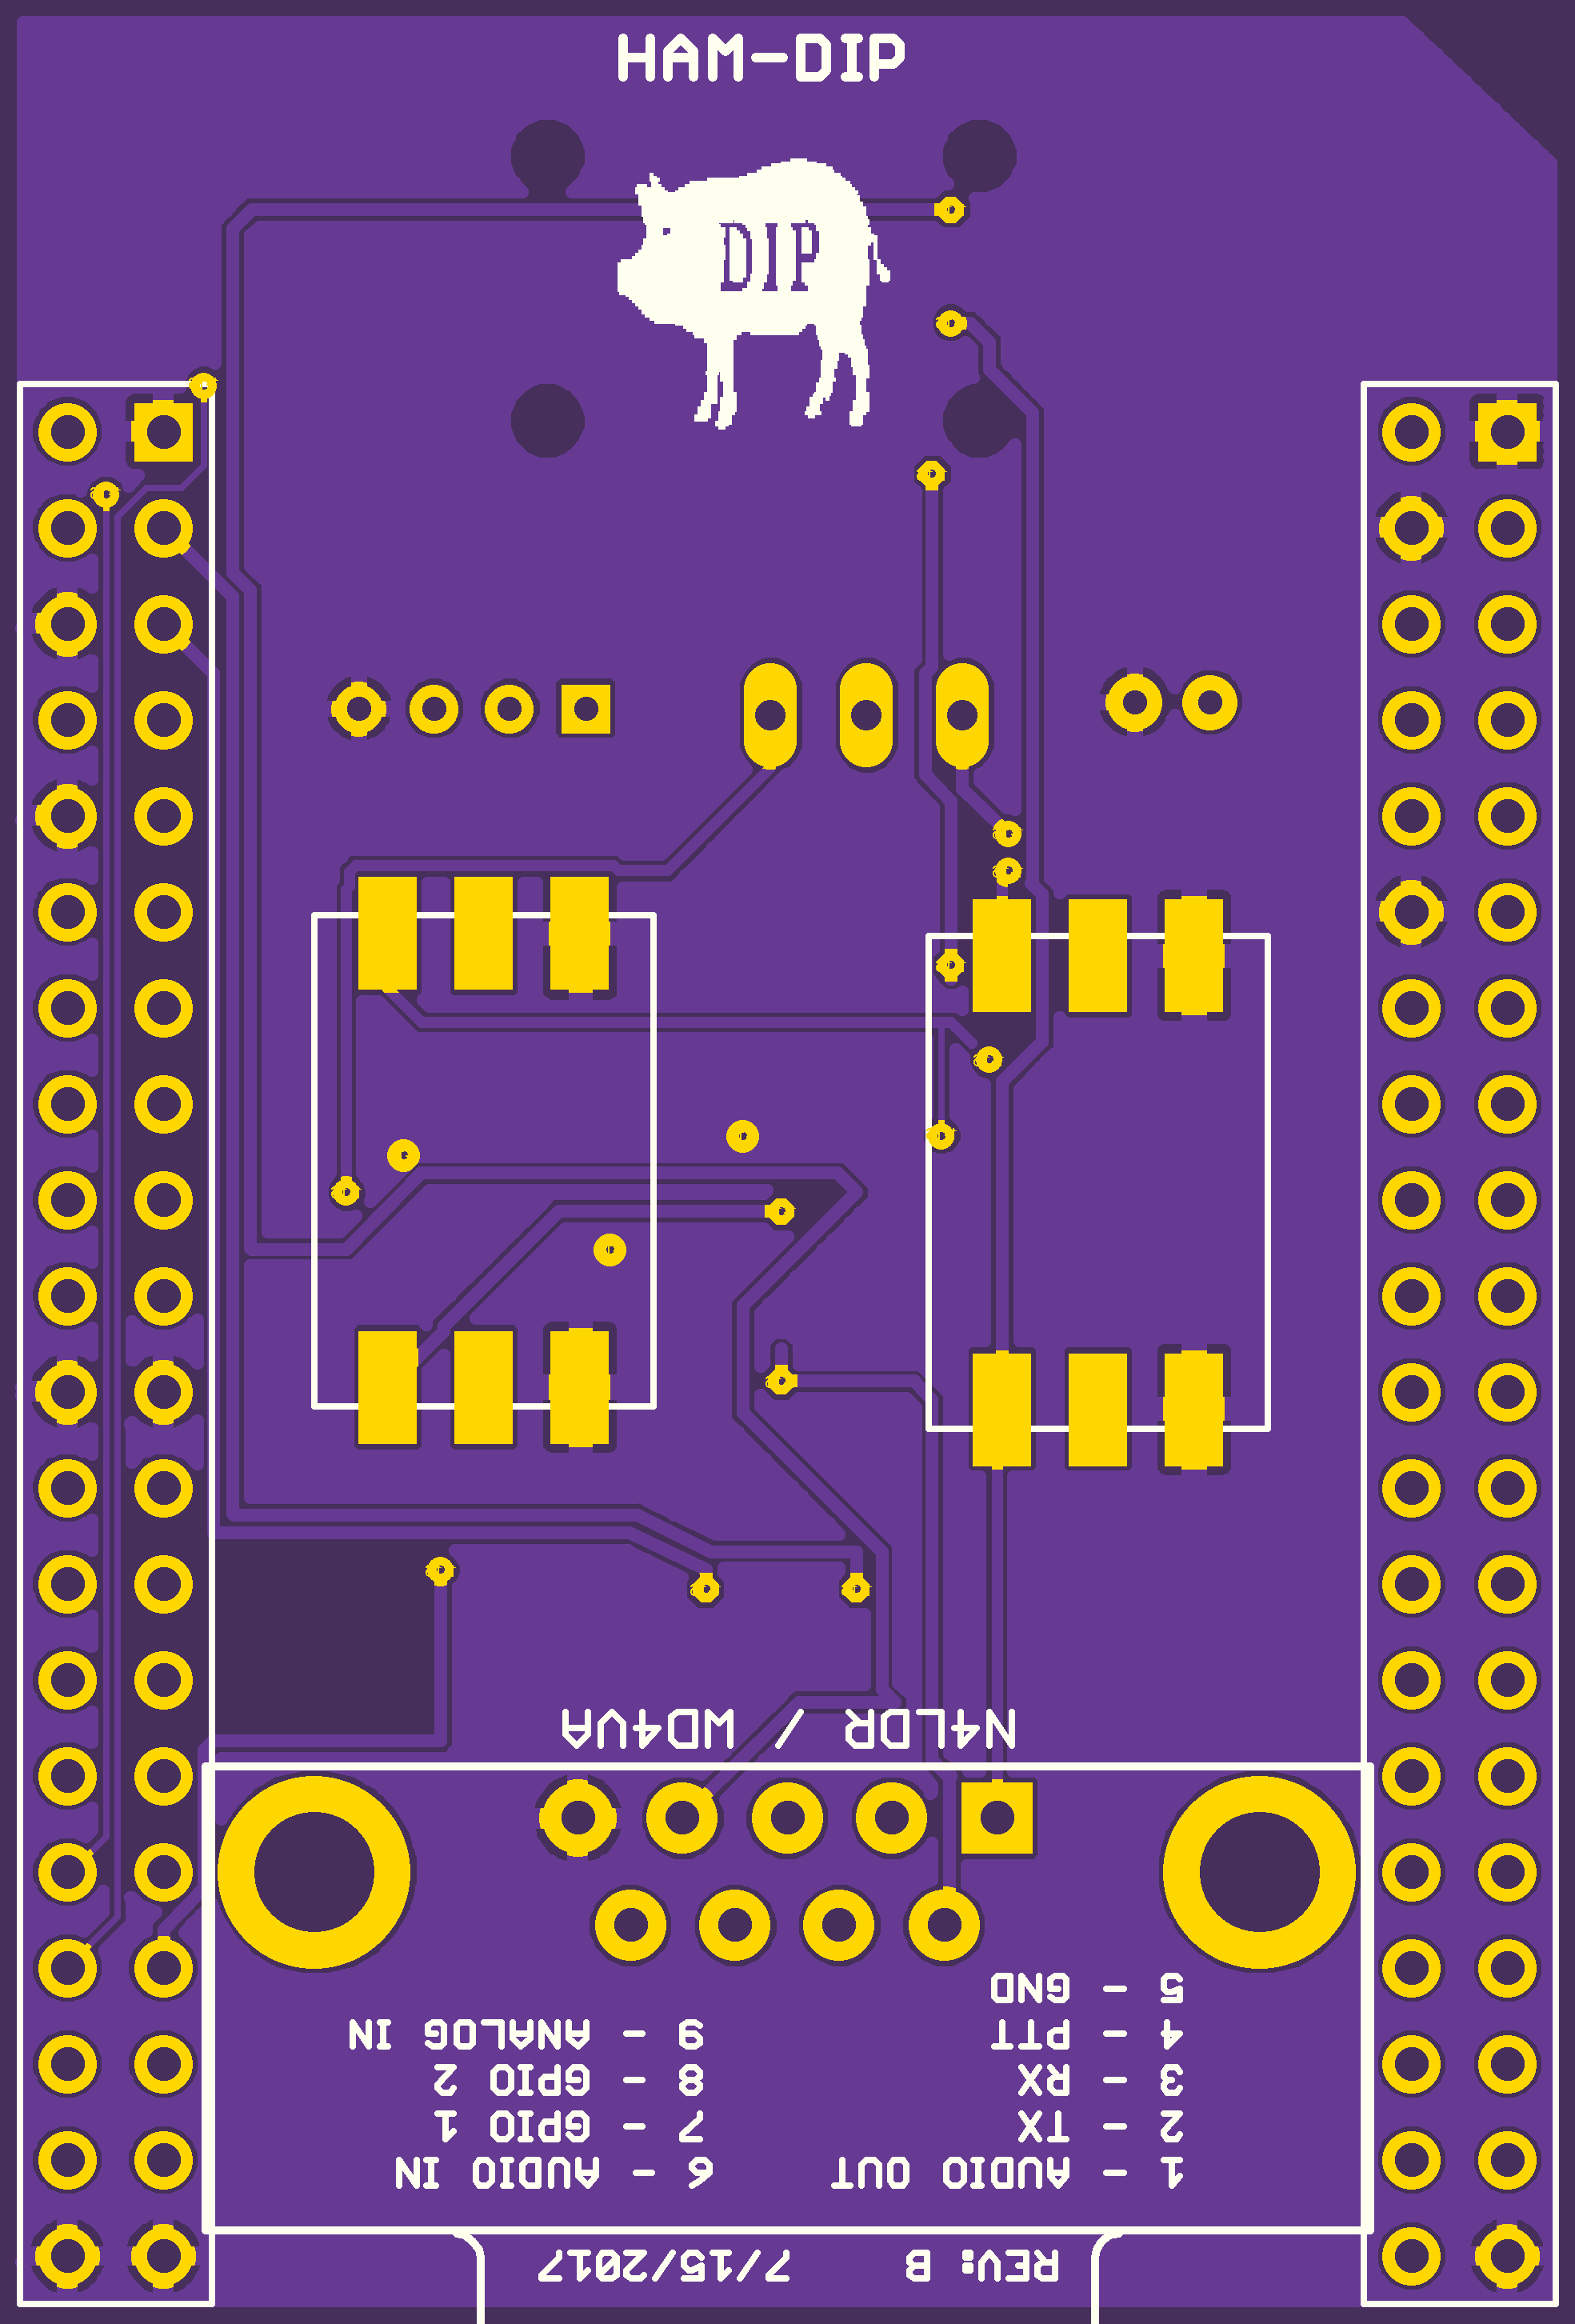 HAM-DIP
DIP
N4LDR / WD4VA
1 - AUDIO OUT
2 - TX
3 - RX
4 - PTT
5 - GND
6 - AUDIO IN
7 - GPIO 1
8 - GPIO 2
9 - ANALOG IN
REV: B 7/15/2017